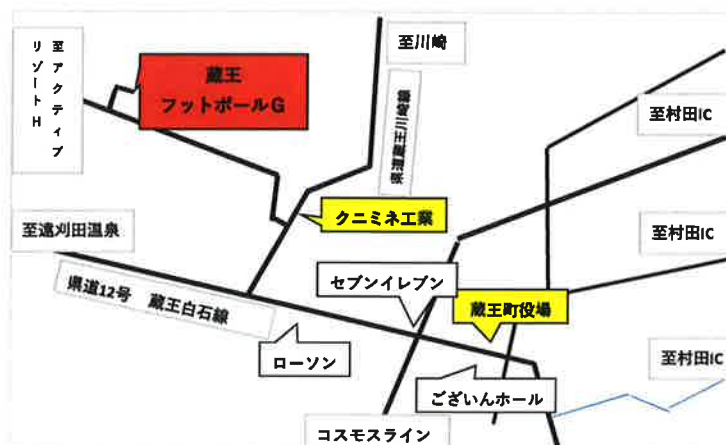 至アクティブ
リゾートH
蔵王
フットボールG
至川崎
県道蔵王川崎線
至村田IC
クニミネ工業
至遠刈田温泉
県道12号 蔵王白石線
セブンイレブン
至村田IC
蔵王町役場
ローソン
至村田IC
ございんホール
コスモスライン